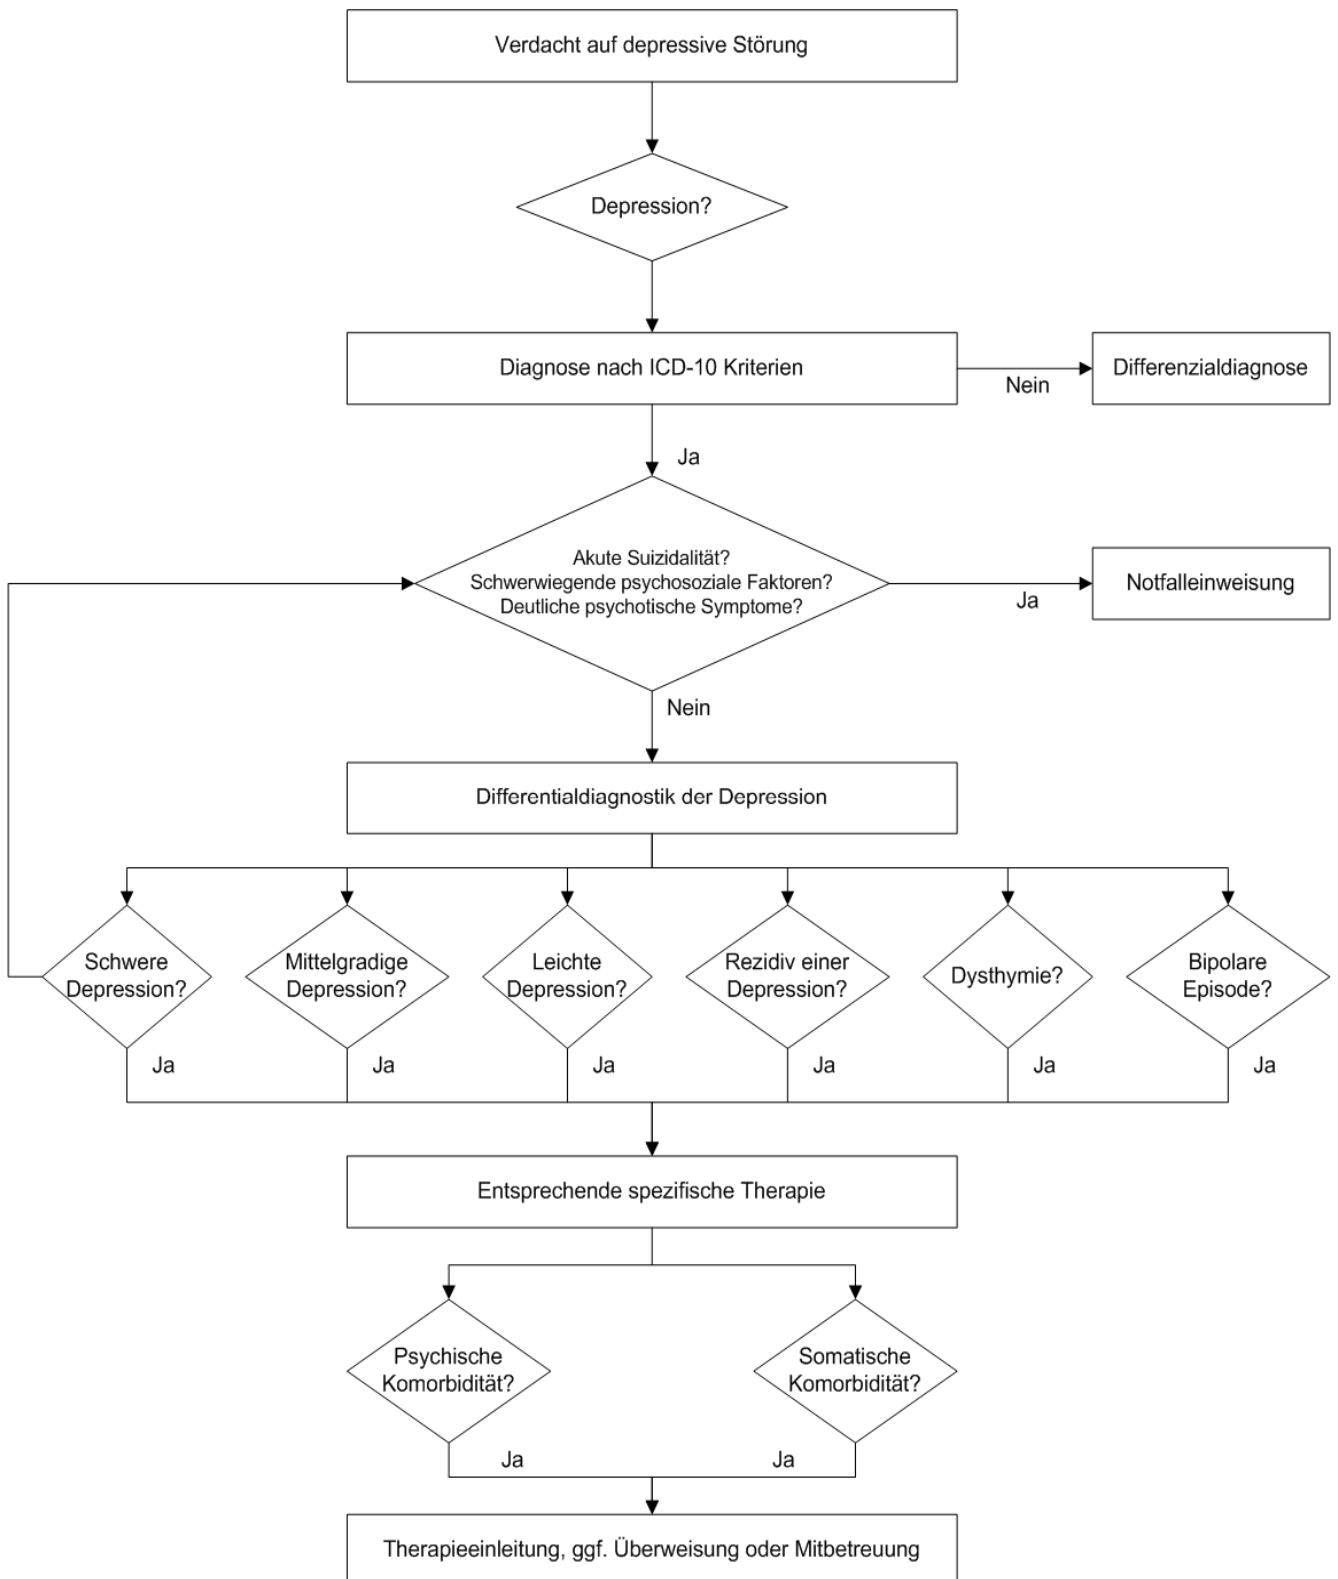 Verdacht auf depressive Störung
Depression?
Diagnose nach ICD-10 Kriterien
Nein
Differenzialdiagnose
Ja
Akute Suizidalität?
Schwerwiegende psychosoziale Faktoren?
Deutliche psychotische Symptome?
Ja
Notfalleinweisung
Nein
Differentialdiagnostik der Depression
Schwere
Depression?
Mittelgradige
Depression?
Leichte
Depression?
Rezidiv einer
Depression?
Dysthymie?
Bipolare
Episode?
Ja
Ja
Ja
Ja
Ja
Ja
Entsprechende spezifische Therapie
Psychische
Komorbidität?
Somatische
Komorbidität?
Ja
Ja
Therapieeinleitung, ggf. Überweisung oder Mitbetreuung